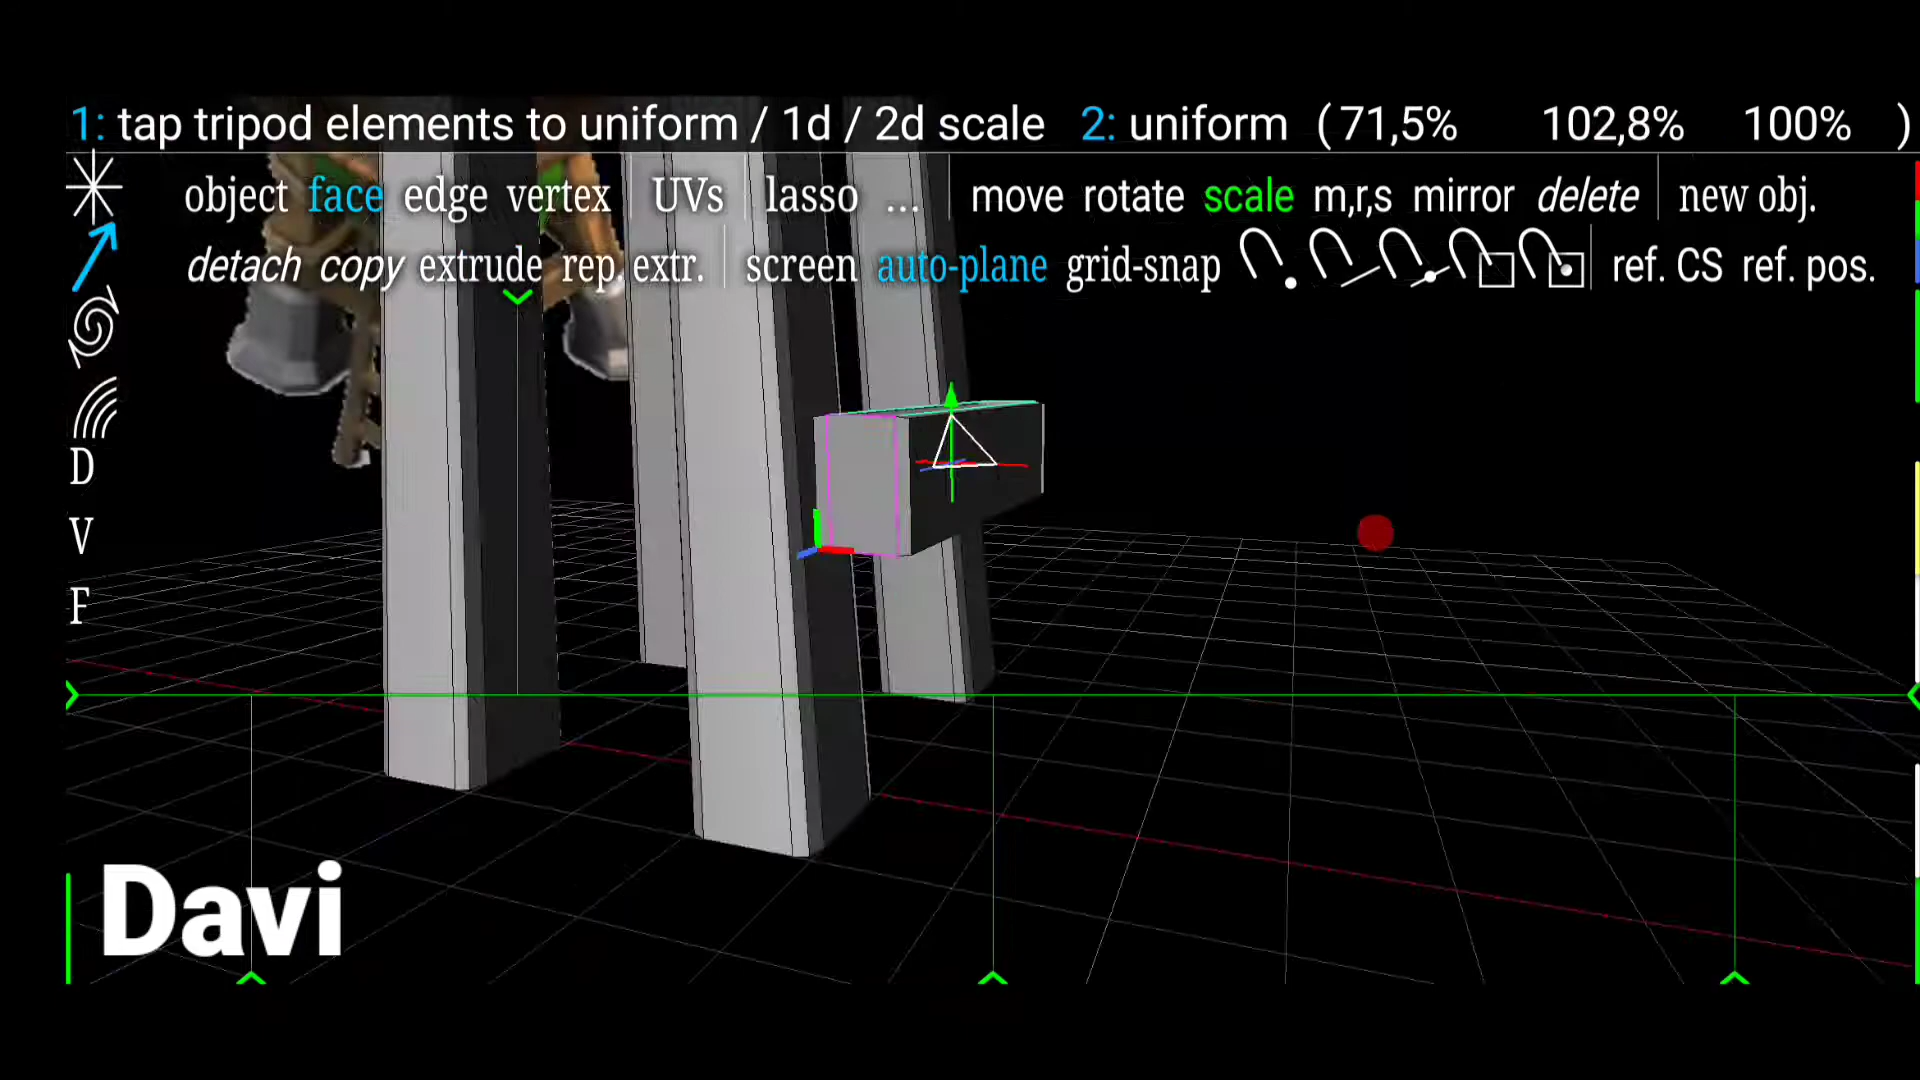 1: tap tripod elements to uniform / 1d / 2d scale 2: uniform (71,5% 102,8% 100% )
object face edge vertex UVs lasso ... move rotate scale m,r,s mirror delete new obj.
detach copy extrude rep. extr. screen auto-plane grid-snap ref. CS ref. pos.
D
V
F
Davi